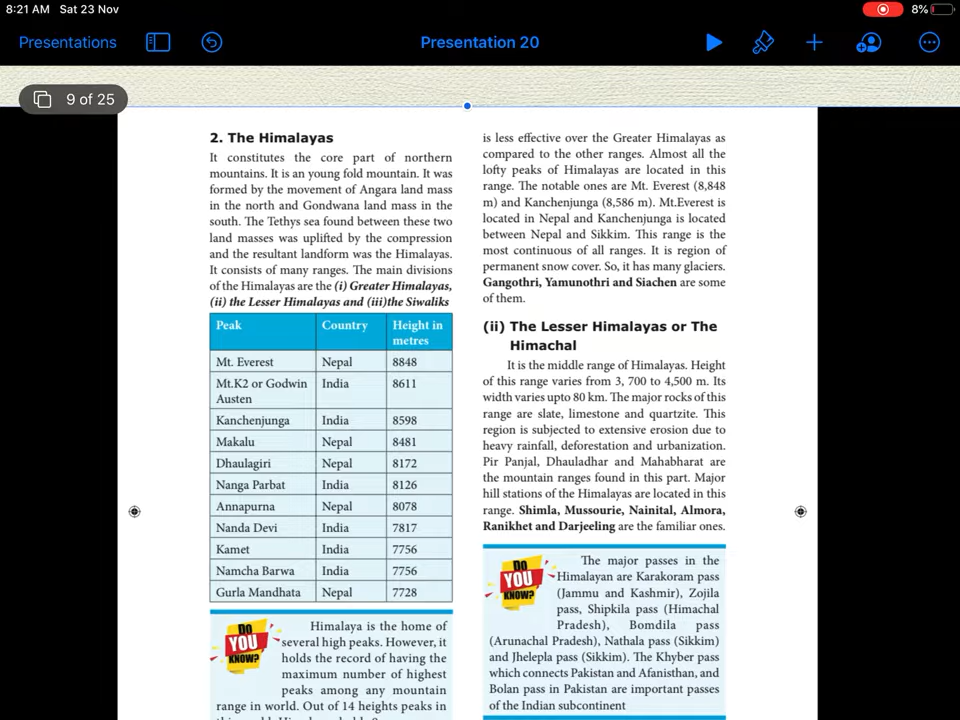 8:21 AM Sat 23 Nov
8%
Presentations
Presentation 20
9 of 25
2. The Himalayas
It constitutes the core part of northern
mountains. It is an young fold mountain. It was
formed by the movement of Angara land mass
in the north and Gondwana land mass in the
south. The Tethys sea found between these two
land masses was uplifted by the compression
and the resultant landform was the Himalayas.
It consists of many ranges. The main divisions
of the Himalayas are the (i) Greater Himalayas,
(ii) the Lesser Himalayas and (iii)the Siwaliks
Peak Country Height in metres
Mt. Everest Nepal 8848
Mt.K2 or Godwin Austen India 8611
Kanchenjunga India 8598
Makalu Nepal 8481
Dhaulagiri Nepal 8172
Nanga Parbat India 8126
Annapurna Nepal 8078
Nanda Devi India 7817
Kamet India 7756
Namcha Barwa India 7756
Gurla Mandhata Nepal 7728
DO
YOU
KNOW?
Himalaya is the home of
several high peaks. However, it
holds the record of having the
maximum number of highest
peaks among any mountain
range in world. Out of 14 heights peaks in
is less effective over the Greater Himalayas as
compared to the other ranges. Almost all the
lofty peaks of Himalayas are located in this
range. The notable ones are Mt. Everest (8,848
m) and Kanchenjunga (8,586 m). Mt.Everest is
located in Nepal and Kanchenjunga is located
between Nepal and Sikkim. This range is the
most continuous of all ranges. It is region of
permanent snow cover. So, it has many glaciers.
Gangothri, Yamunothri and Siachen are some
of them.
(ii) The Lesser Himalayas or The
Himachal
It is the middle range of Himalayas. Height
of this range varies from 3, 700 to 4,500 m. Its
width varies upto 80 km. The major rocks of this
range are slate, limestone and quartzite. This
region is subjected to extensive erosion due to
heavy rainfall, deforestation and urbanization.
Pir Panjal, Dhauladhar and Mahabharat are
the mountain ranges found in this part. Major
hill stations of the Himalayas are located in this
range. Shimla, Mussourie, Nainital, Almora,
Ranikhet and Darjeeling are the familiar ones.
DO
YOU
KNOW?
The major passes in the
Himalayan are Karakoram pass
(Jammu and Kashmir), Zojila
pass, Shipkila pass (Himachal
Pradesh), Bomdila pass
(Arunachal Pradesh), Nathala pass (Sikkim)
and Jhelepla pass (Sikkim). The Khyber pass
which connects Pakistan and Afanisthan, and
Bolan pass in Pakistan are important passes
of the Indian subcontinent